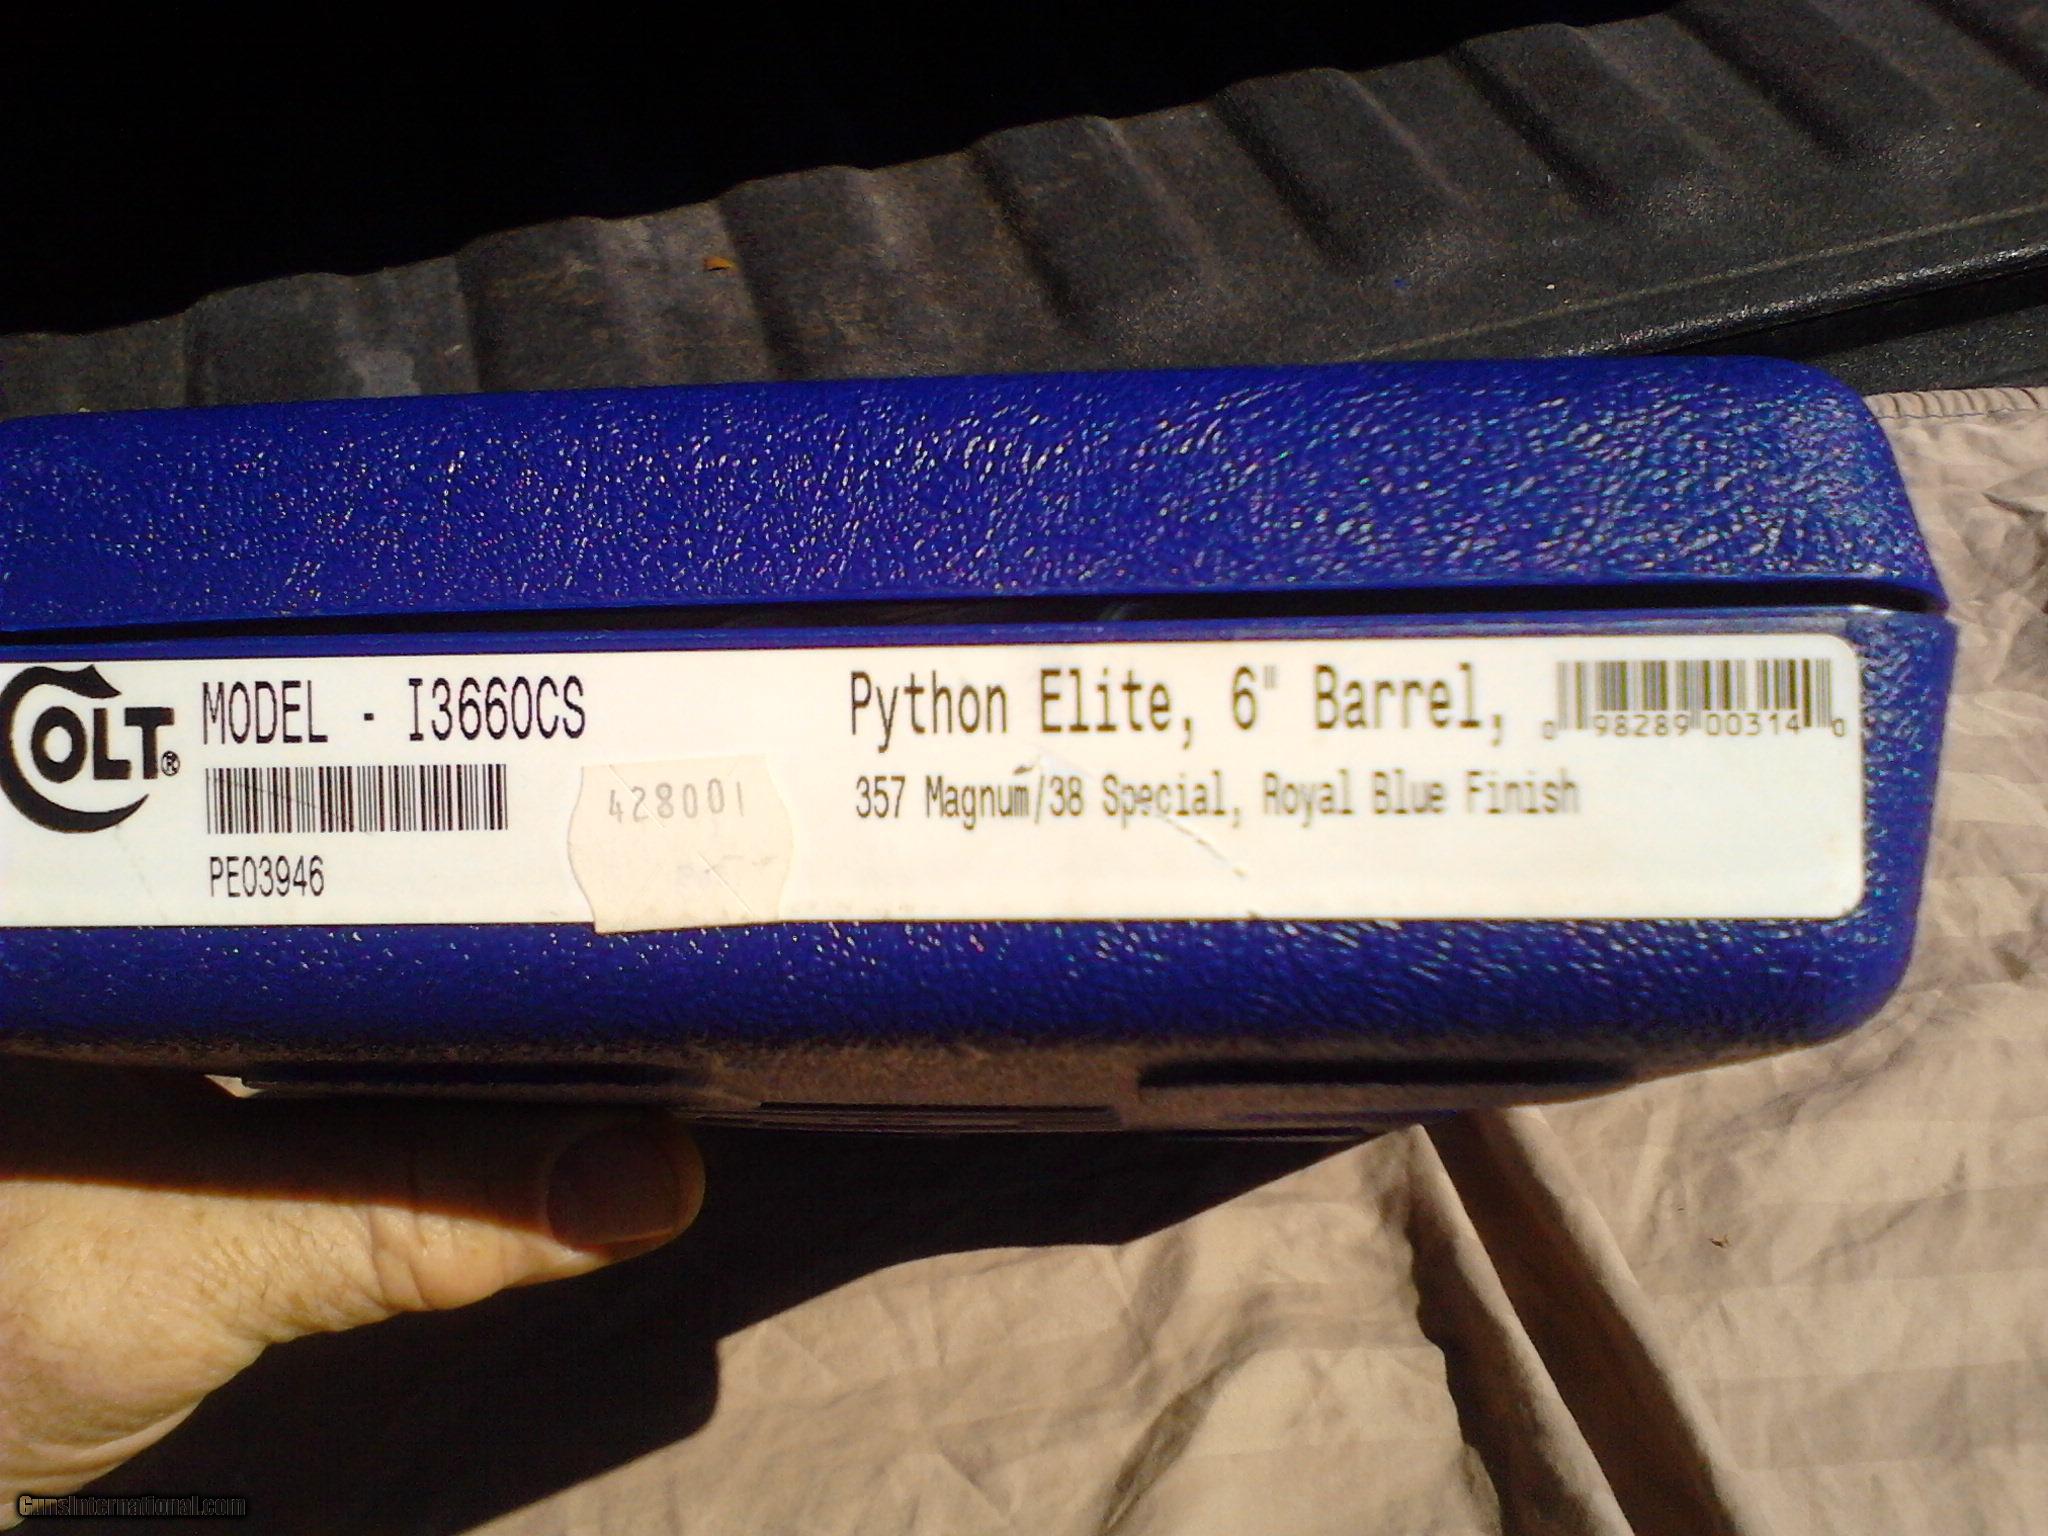 COLT®
MODEL - I3660CS
PE03946
428001
Python Elite, 6" Barrel,
357 Magnum/38 Special, Royal Blue Finish
0 98289 00314 0
GunsInternational.com